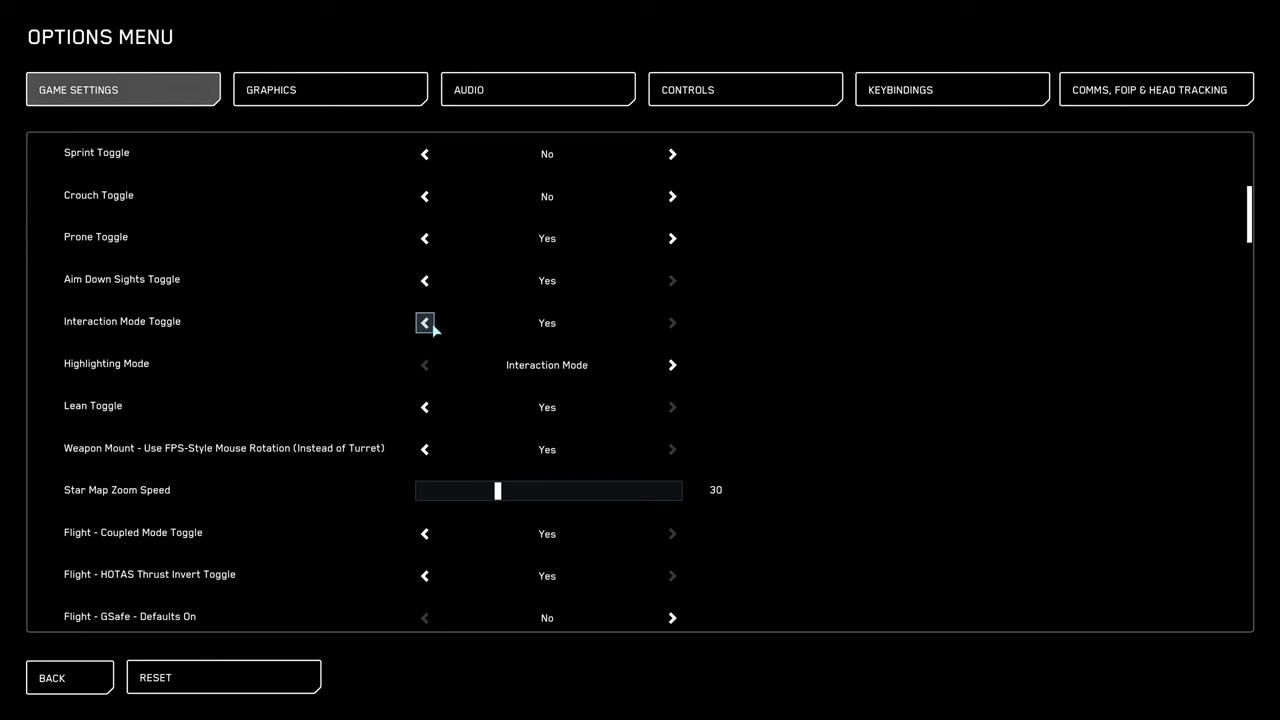 OPTIONS MENU
GAME SETTINGS
GRAPHICS
AUDIO
CONTROLS
KEYBINDINGS
COMMS, FOIP & HEAD TRACKING
Sprint Toggle No
Crouch Toggle No
Prone Toggle Yes
Aim Down Sights Toggle Yes
Interaction Mode Toggle Yes
Highlighting Mode Interaction Mode
Lean Toggle Yes
Weapon Mount - Use FPS-Style Mouse Rotation (Instead of Turret) Yes
Star Map Zoom Speed 30
Flight - Coupled Mode Toggle Yes
Flight - HOTAS Thrust Invert Toggle Yes
Flight - GSafe - Defaults On No
BACK
RESET